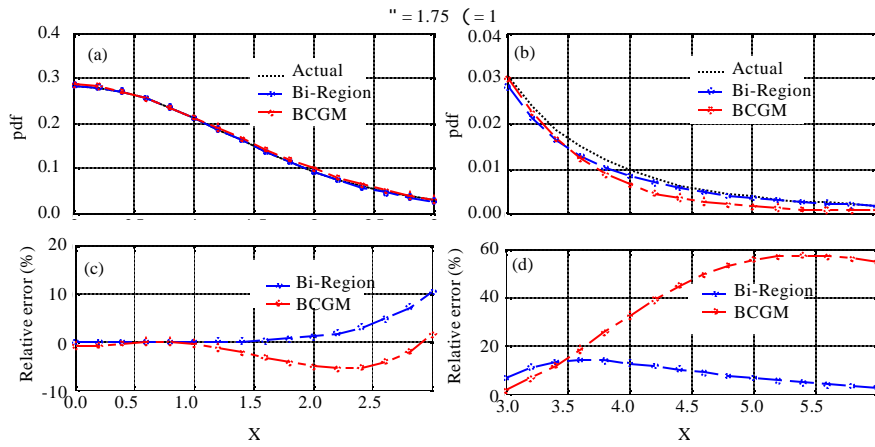 " = 1.75 ( = 1
(a)
Actual
Bi-Region
BCGM
pdf
0.4
0.3
0.2
0.1
0.0
(b)
Actual
Bi-Region
BCGM
pdf
0.04
0.03
0.02
0.01
0.00
(c)
Bi-Region
BCGM
Relative error (%)
20
10
0
-10
0.0 0.5 1.0 1.5 2.0 2.5
X
(d)
Bi-Region
BCGM
Relative error (%)
60
40
20
0
3.0 3.5 4.0 4.5 5.0 5.5
X